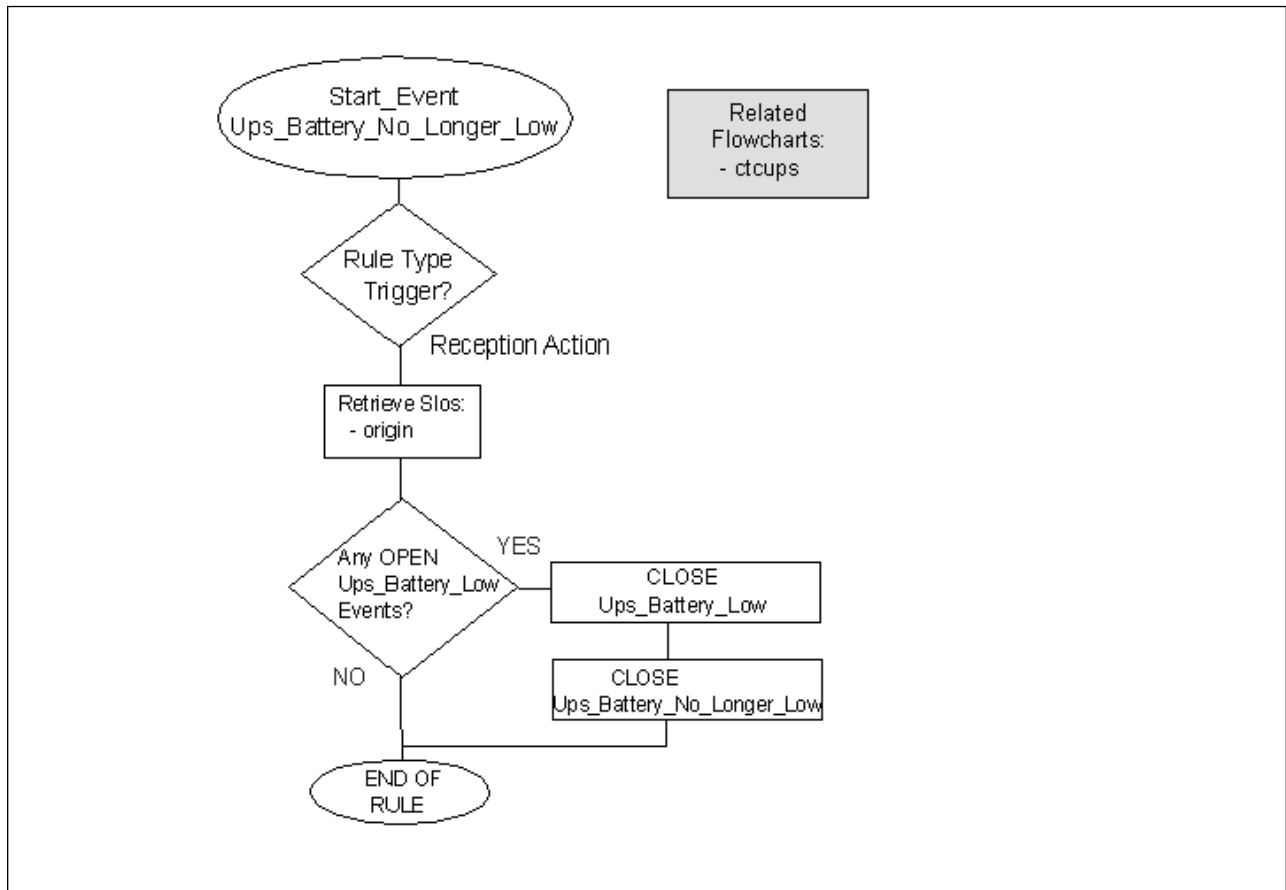 Start_Event
Ups_Battery_No_Longer_Low
Related
Flowcharts:
- ctcups
Rule Type
Trigger?
Reception Action
Retrieve Slos:
- origin
Any OPEN
Ups_Battery_Low
Events?
YES
CLOSE
Ups_Battery_Low
NO
CLOSE
Ups_Battery_No_Longer_Low
END OF
RULE